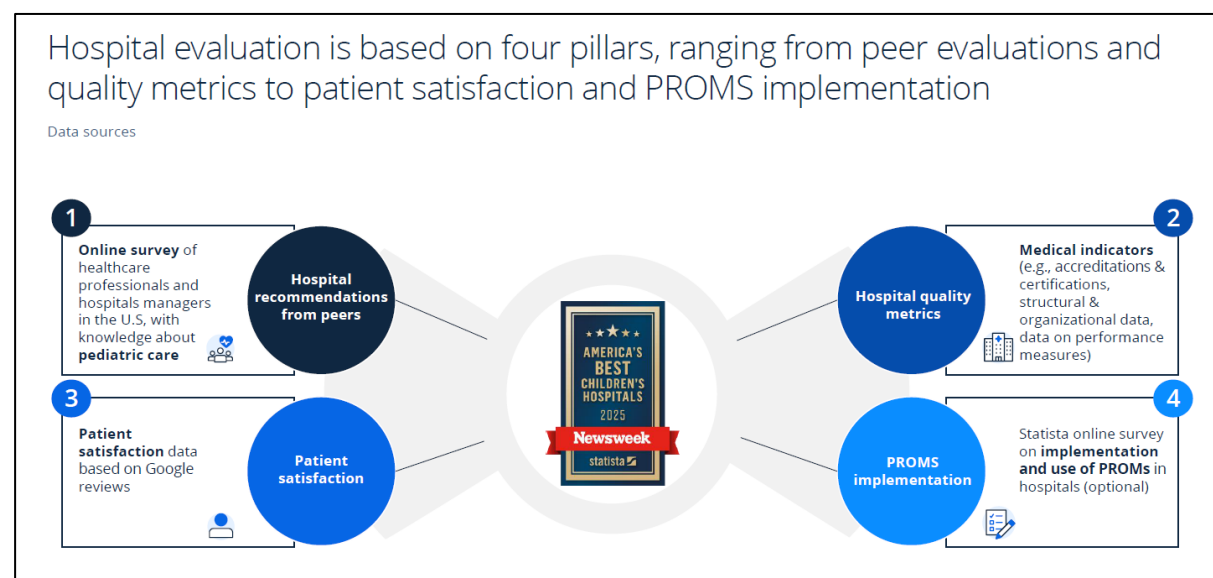 Hospital evaluation is based on four pillars, ranging from peer evaluations and
quality metrics to patient satisfaction and PROMS implementation
Data sources
1
Online survey of
healthcare
professionals and
hospitals managers
in the U.S, with
knowledge about
pediatric care
Hospital
recommendations
from peers
2
Hospital quality
metrics
Medical indicators
(e.g., accreditations &
certifications,
structural &
organizational data,
data on performance
measures)
3
Patient
satisfaction data
based on Google
reviews
Patient
satisfaction
4
PROMS
implementation
Statista online survey
on implementation
and use of PROMs in
hospitals (optional)
AMERICA'S
BEST
CHILDREN'S
HOSPITALS
2025
Newsweek
statista